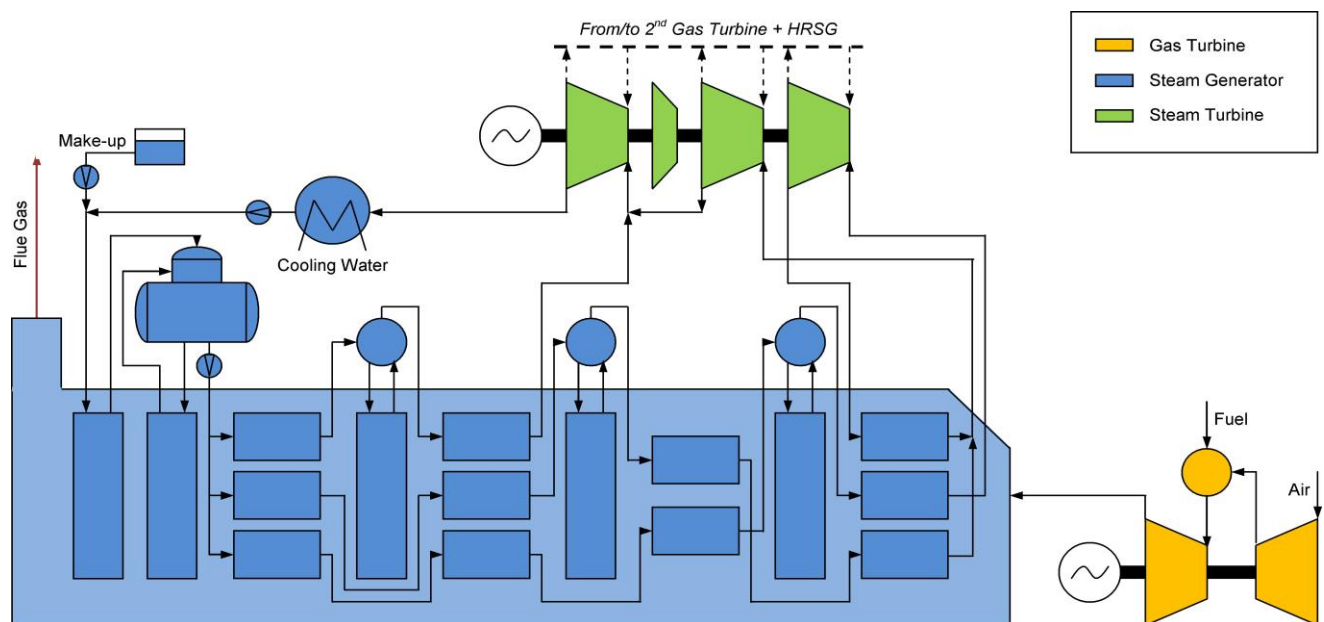 From/to 2nd Gas Turbine + HRSG
Gas Turbine
Steam Generator
Steam Turbine
Make-up
Flue Gas
Cooling Water
Fuel
Air